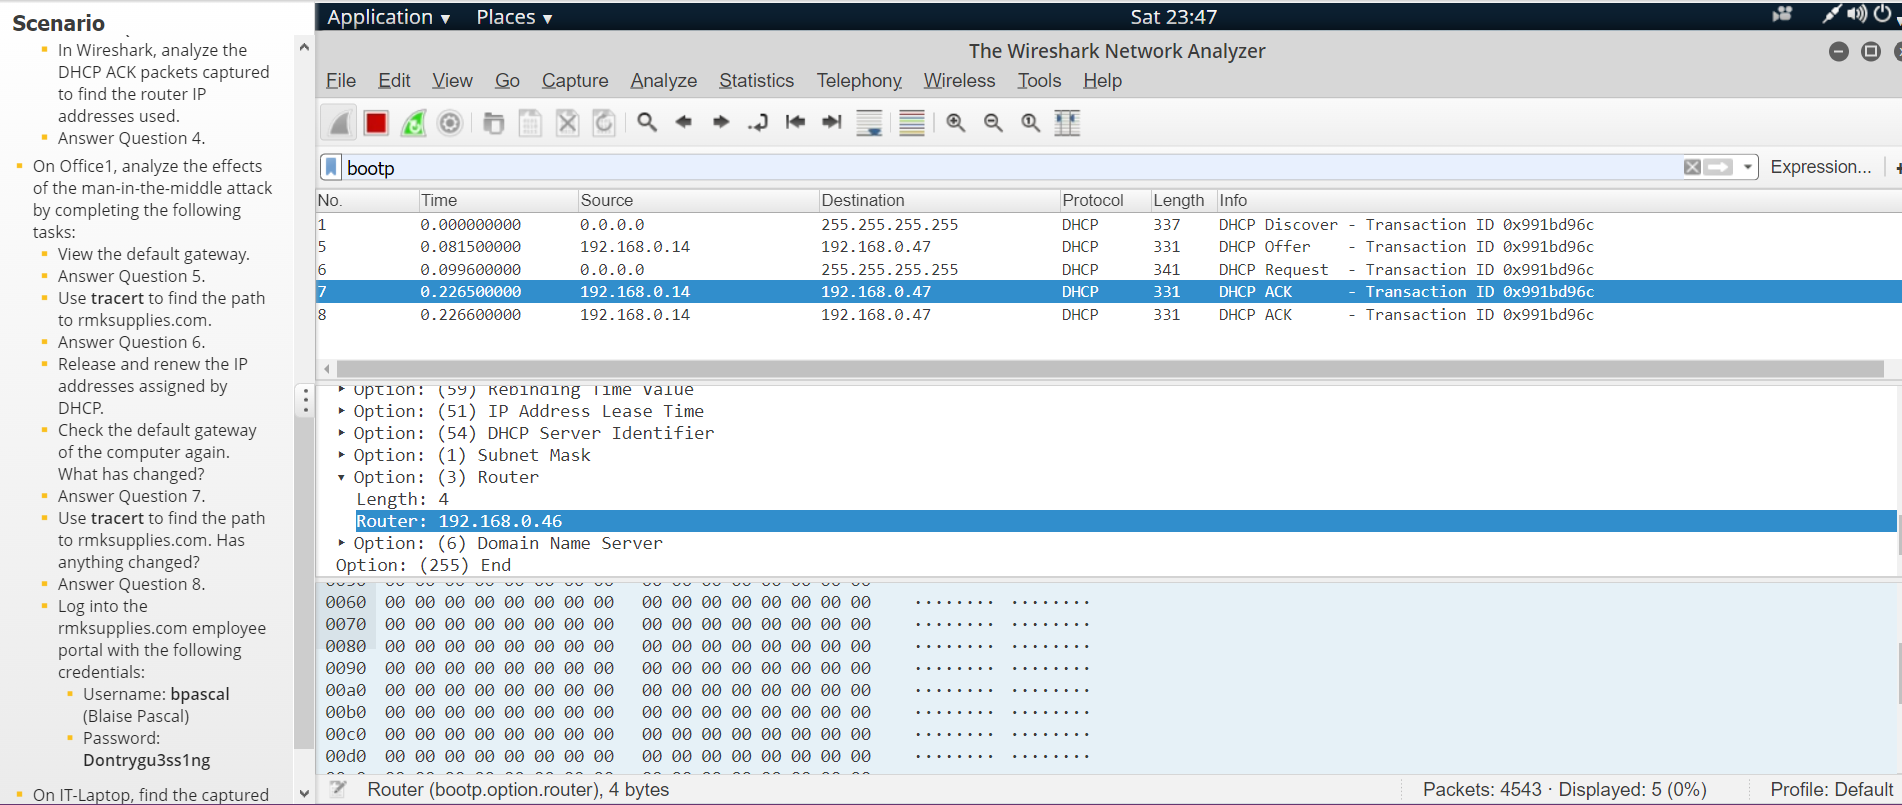 Scenario
In Wireshark, analyze the
DHCP ACK packets captured
to find the router IP
addresses used.
Answer Question 4.
On Office1, analyze the effects
of the man-in-the-middle attack
by completing the following
tasks:
View the default gateway.
Answer Question 5.
Use tracert to find the path
to rmksupplies.com.
Answer Question 6.
Release and renew the IP
addresses assigned by
DHCP.
Check the default gateway
of the computer again.
What has changed?
Answer Question 7.
Use tracert to find the path
to rmksupplies.com. Has
anything changed?
Answer Question 8.
Log into the
rmksupplies.com employee
portal with the following
credentials:
Username: bpascal
(Blaise Pascal)
Password:
Dontrygu3ss1ng
On IT-Laptop, find the captured
Application ▾ Places ▾ Sat 23:47
The Wireshark Network Analyzer
File Edit View Go Capture Analyze Statistics Telephony Wireless Tools Help
bootp Expression... +
No. Time Source Destination Protocol Length Info
1 0.000000000 0.0.0.0 255.255.255.255 DHCP 337 DHCP Discover - Transaction ID 0x991bd96c
5 0.081500000 192.168.0.14 192.168.0.47 DHCP 331 DHCP Offer - Transaction ID 0x991bd96c
6 0.099600000 0.0.0.0 255.255.255.255 DHCP 341 DHCP Request - Transaction ID 0x991bd96c
7 0.226500000 192.168.0.14 192.168.0.47 DHCP 331 DHCP ACK - Transaction ID 0x991bd96c
8 0.226600000 192.168.0.14 192.168.0.47 DHCP 331 DHCP ACK - Transaction ID 0x991bd96c
Option: (59) Rebinding Time Value
Option: (51) IP Address Lease Time
Option: (54) DHCP Server Identifier
Option: (1) Subnet Mask
Option: (3) Router
Length: 4
Router: 192.168.0.46
Option: (6) Domain Name Server
Option: (255) End
0060 00 00 00 00 00 00 00 00 00 00 00 00 00 00 00 00 ........ ........
0070 00 00 00 00 00 00 00 00 00 00 00 00 00 00 00 00 ........ ........
0080 00 00 00 00 00 00 00 00 00 00 00 00 00 00 00 00 ........ ........
0090 00 00 00 00 00 00 00 00 00 00 00 00 00 00 00 00 ........ ........
00a0 00 00 00 00 00 00 00 00 00 00 00 00 00 00 00 00 ........ ........
00b0 00 00 00 00 00 00 00 00 00 00 00 00 00 00 00 00 ........ ........
00c0 00 00 00 00 00 00 00 00 00 00 00 00 00 00 00 00 ........ ........
00d0 00 00 00 00 00 00 00 00 00 00 00 00 00 00 00 00 ........ ........
Router (bootp.option.router), 4 bytes Packets: 4543 · Displayed: 5 (0%) Profile: Default